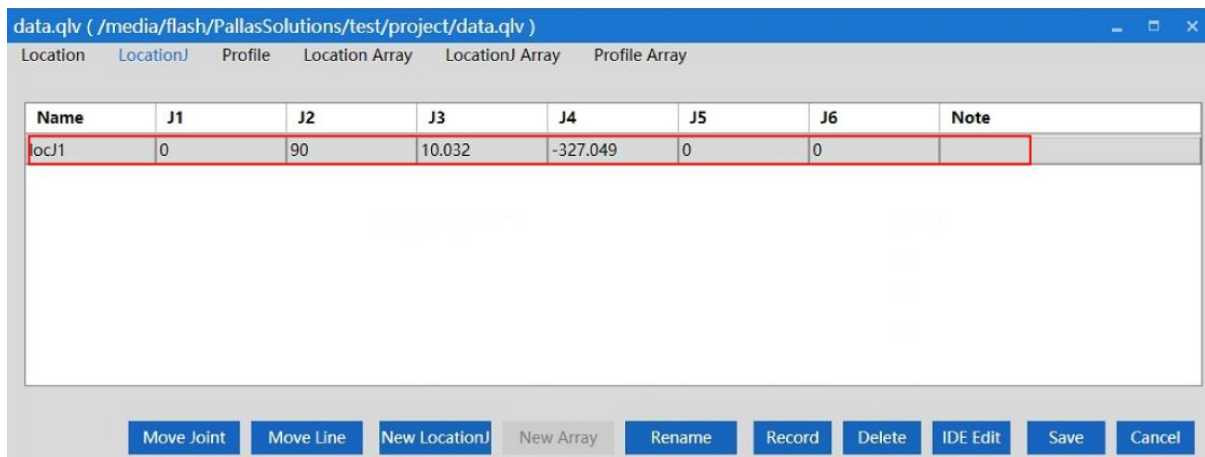 data.qlv ( /media/flash/PallasSolutions/test/project/data.qlv )
Location LocationJ Profile Location Array LocationJ Array Profile Array
Name J1 J2 J3 J4 J5 J6 Note
locJ1 0 90 10.032 -327.049 0 0
Move Joint Move Line New LocationJ New Array Rename Record Delete IDE Edit Save Cancel